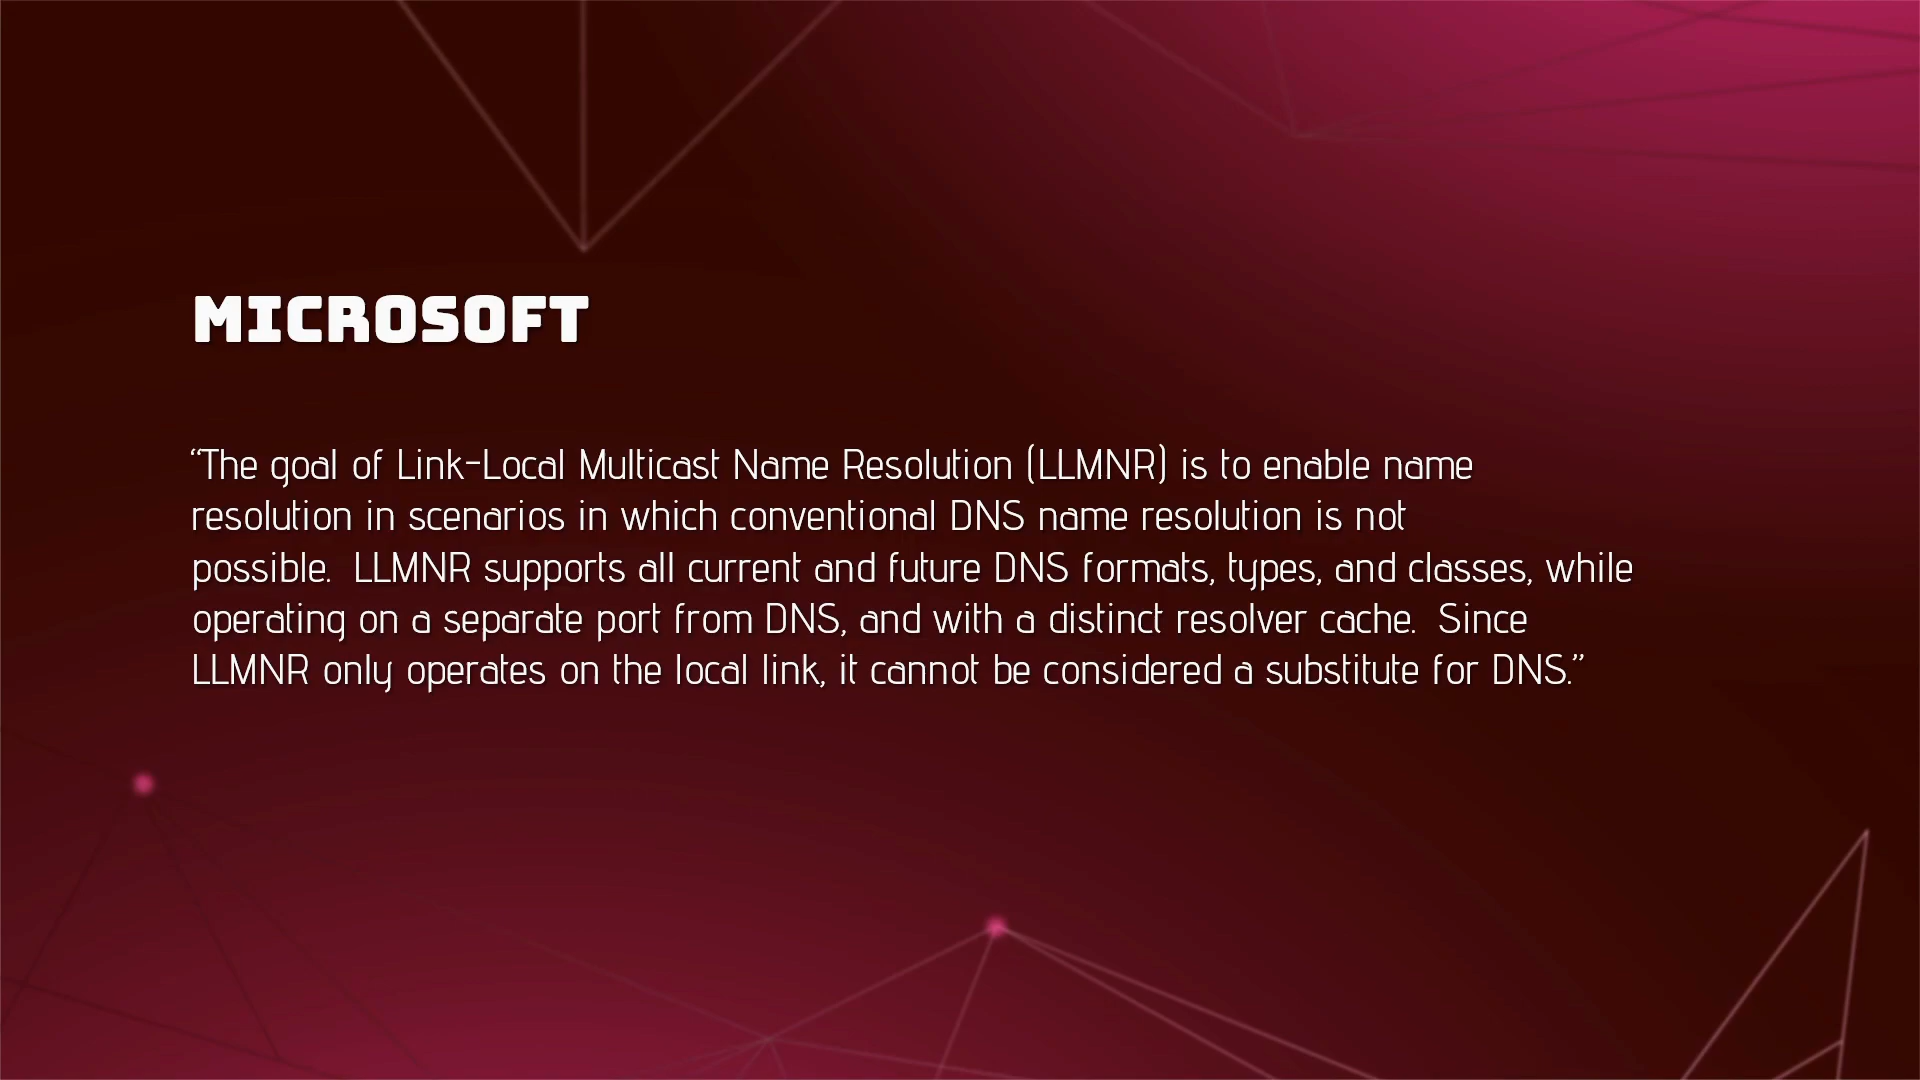 MICROSOFT
“The goal of Link-Local Multicast Name Resolution (LLMNR) is to enable name
resolution in scenarios in which conventional DNS name resolution is not
possible.  LLMNR supports all current and future DNS formats, types, and classes, while
operating on a separate port from DNS, and with a distinct resolver cache.  Since
LLMNR only operates on the local link, it cannot be considered a substitute for DNS.”